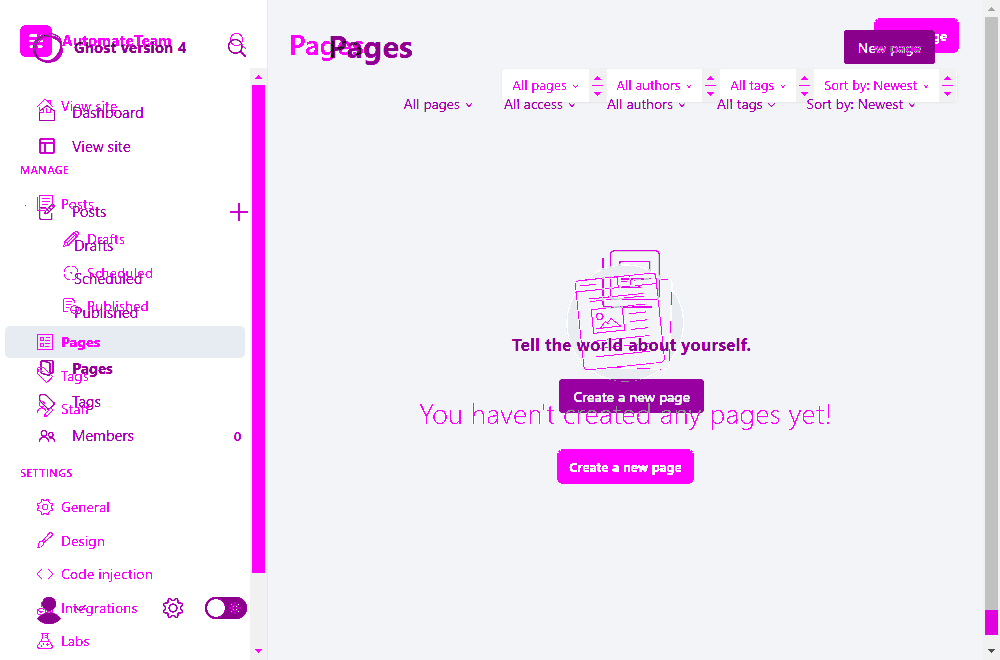 AutomateTeam
Ghost version 4
View site
Dashboard
View site
MANAGE
Posts
Posts
Drafts
Drafts
Scheduled
Scheduled
Published
Published
Pages
Pages
Tags
Tags
Staff
Members 0
SETTINGS
General
Design
Code injection
Integrations
Labs
Pages
Pages
New page
All pages All authors All tags Sort by: Newest
All pages All access All authors All tags Sort by: Newest
Tell the world about yourself.
Create a new page
You haven't created any pages yet!
Create a new page